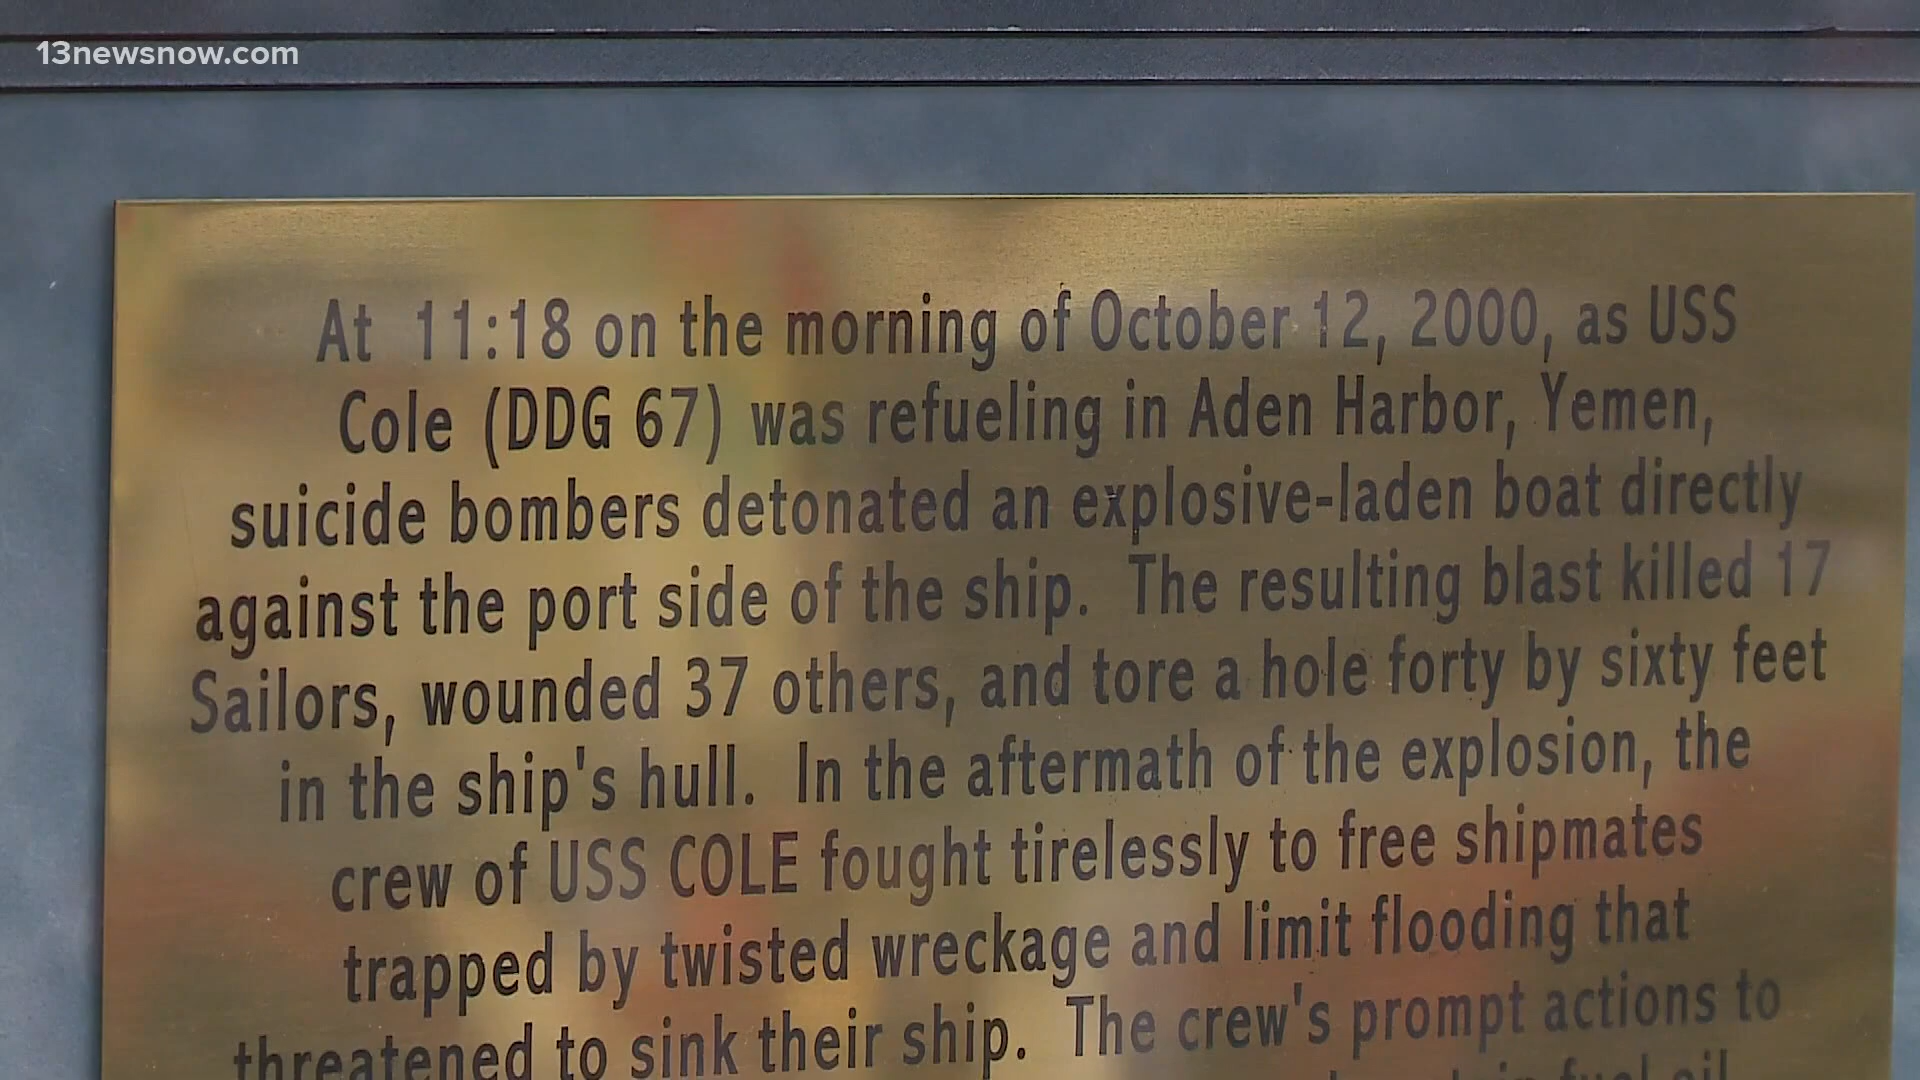 13newsnow.com
At 11:18 on the morning of October 12, 2000, as USS
Cole (DDG 67) was refueling in Aden Harbor, Yemen,
suicide bombers detonated an explosive-laden boat directly
against the port side of the ship. The resulting blast killed 17
Sailors, wounded 37 others, and tore a hole forty by sixty feet
in the ship's hull. In the aftermath of the explosion, the
crew of USS COLE fought tirelessly to free shipmates
trapped by twisted wreckage and limit flooding that
threatened to sink their ship. The crew's prompt actions to
fuel oil